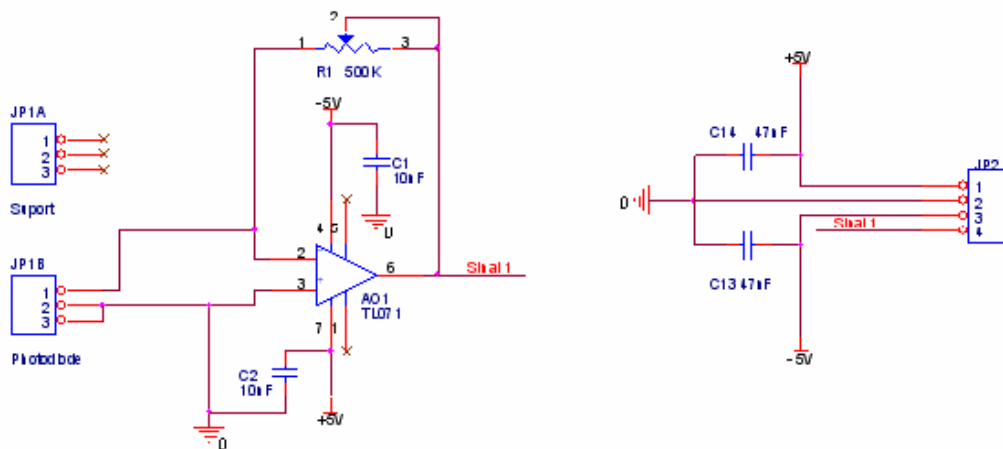 2
1
3
R1 500K
-5V
C1
10nF
0
JP1A
1
2
3
Suport
4 5
2
3
6
Sinal 1
AO1
TL071
7 1
JP1B
1
2
3
Photodiode
C2
10nF
+5V
0
+5V
C14 47nF
JP2
1
2
3
4
0
Sinal 1
C13 47nF
-5V